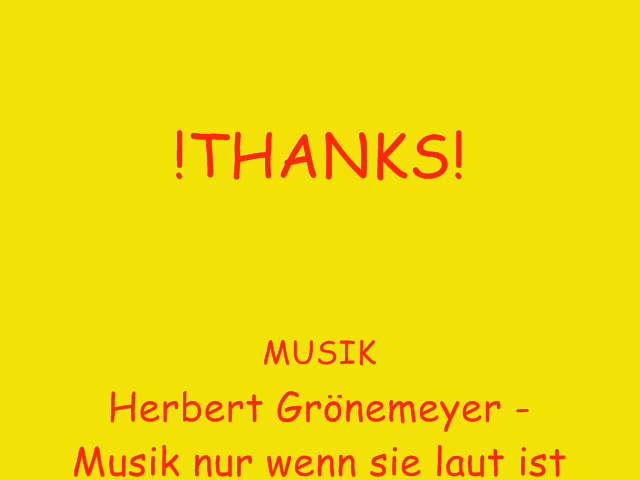 !THANKS!
MUSIK
Herbert Grönemeyer -
Musik nur wenn sie laut ist